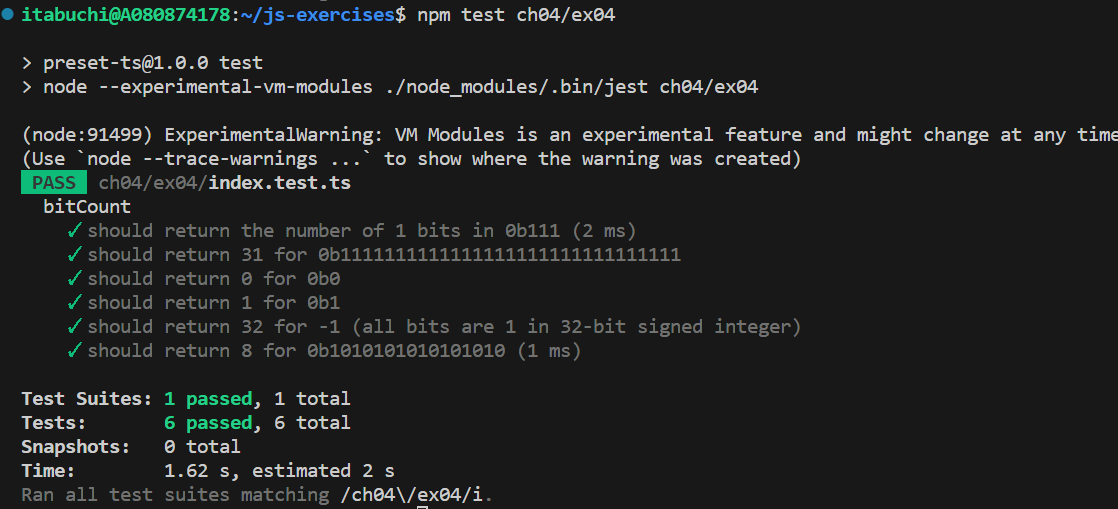 itabuchi@A080874178:~/js-exercises$ npm test ch04/ex04
> preset-ts@1.0.0 test
> node --experimental-vm-modules ./node_modules/.bin/jest ch04/ex04
(node:91499) ExperimentalWarning: VM Modules is an experimental feature and might change at any time
(Use `node --trace-warnings ...` to show where the warning was created)
PASS ch04/ex04/index.test.ts
bitCount
✓ should return the number of 1 bits in 0b111 (2 ms)
✓ should return 31 for 0b1111111111111111111111111111111
✓ should return 0 for 0b0
✓ should return 1 for 0b1
✓ should return 32 for -1 (all bits are 1 in 32-bit signed integer)
✓ should return 8 for 0b1010101010101010 (1 ms)
Test Suites: 1 passed, 1 total
Tests: 6 passed, 6 total
Snapshots: 0 total
Time: 1.62 s, estimated 2 s
Ran all test suites matching /ch04\/ex04/i.